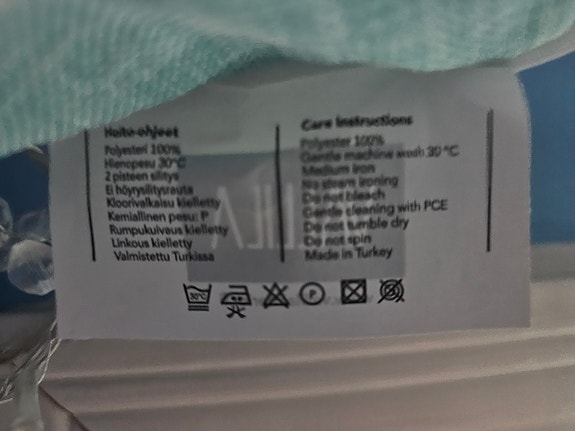 Hoito-ohjeet
Polyesteri 100%
Hienopesu 30°C
2 pisteen silitys
Ei höyrysilitysrauta
Kloorivalkaisu kielletty
Kemiallinen pesu: P
Rumpukuivaus kielletty
Linkous kielletty
Valmistettu Turkissa
Care Instructions
Polyester 100%
Gentle machine wash 30 °C
Medium iron
No steam ironing
Do not bleach
Gentle cleaning with PCE
Do not tumble dry
Do not spin
Made in Turkey
30°C
P